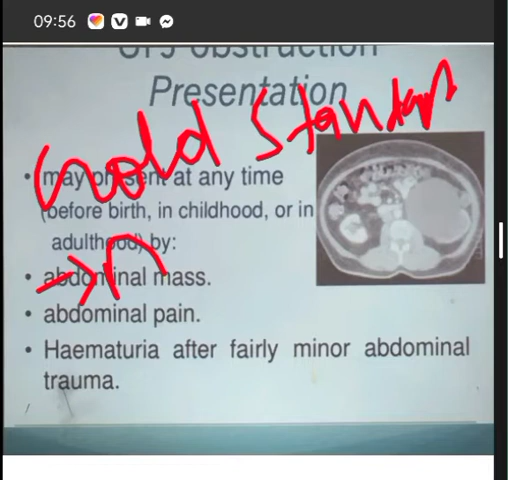 09:56
Obstruction
Presentation
Gold Standard
• may present at any time
(before birth, in childhood, or in
adulthood) by:
• abdominal mass.
• abdominal pain.
• Haematuria after fairly minor abdominal
trauma.